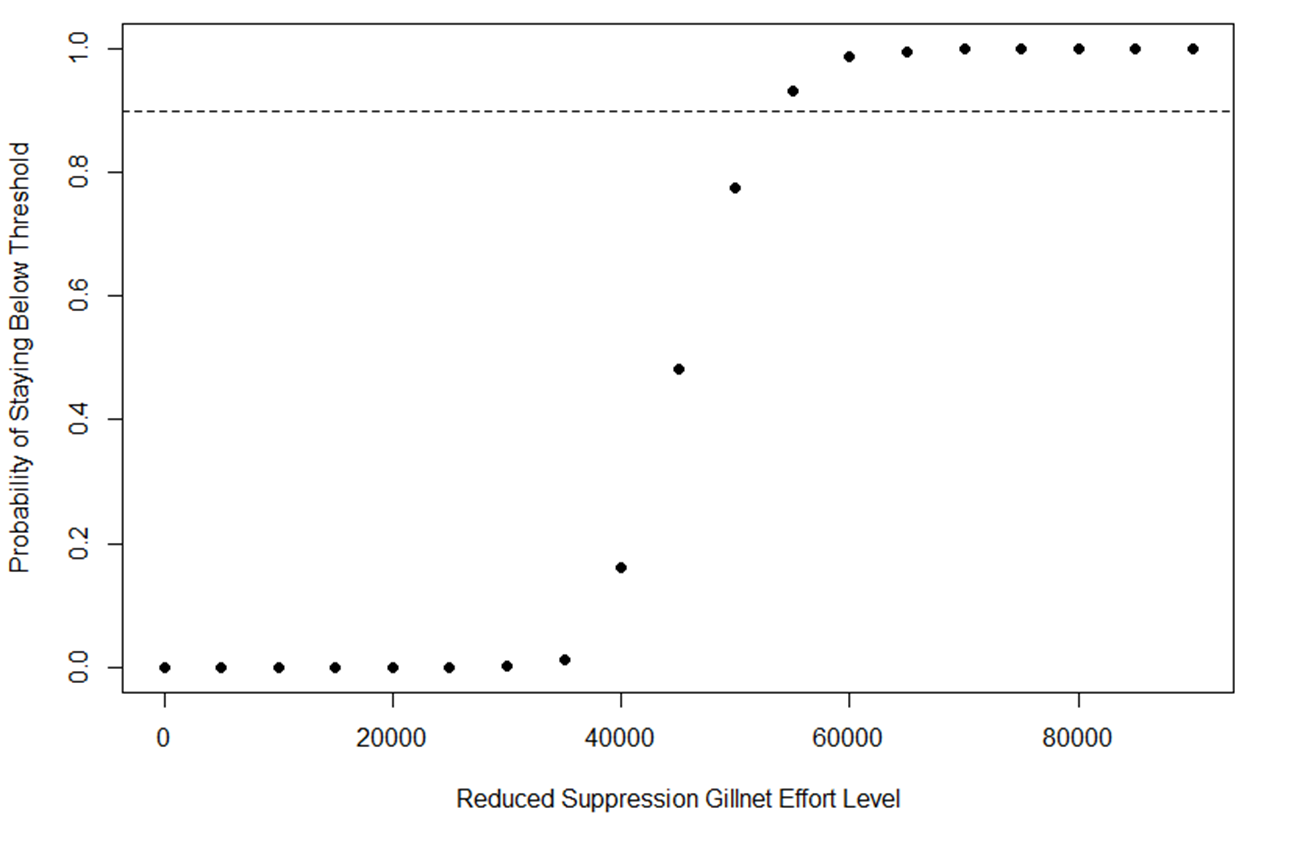 Probability of Staying Below Threshold
1.0
0.8
0.6
0.4
0.2
0.0
0 20000 40000 60000 80000
Reduced Suppression Gillnet Effort Level